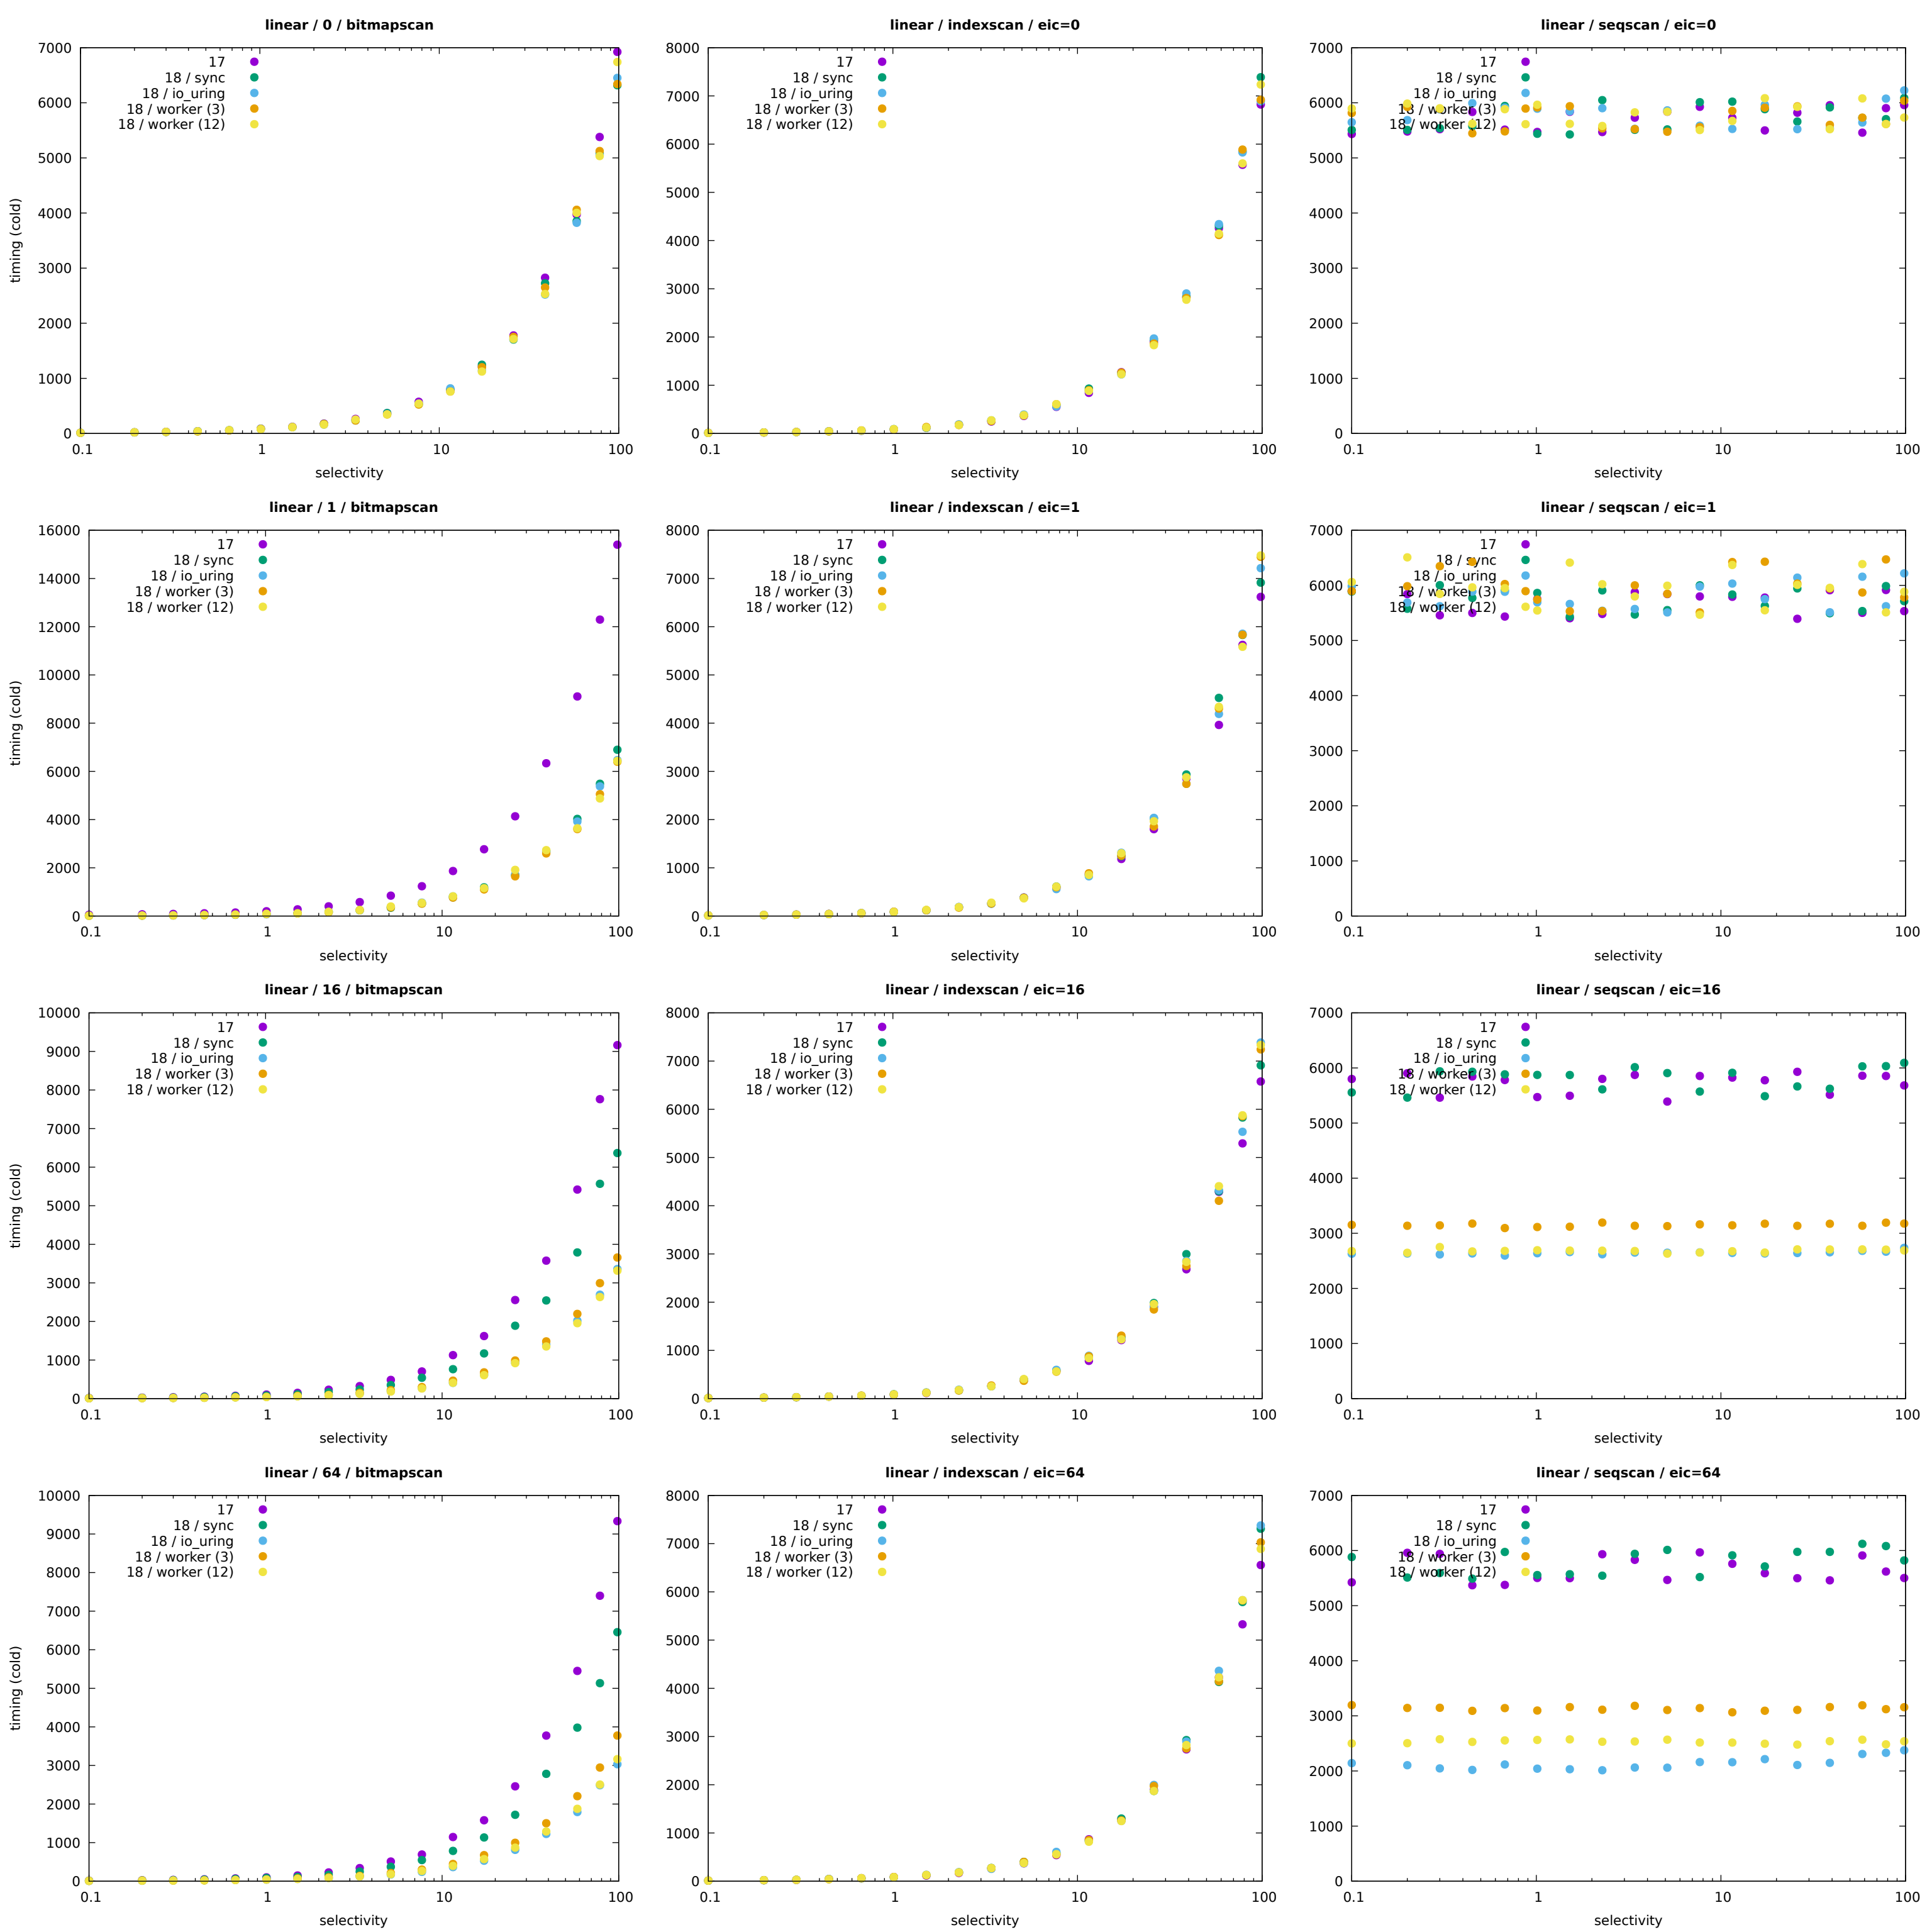 linear / 0 / bitmapscan
7000
6000
5000
4000
3000
2000
1000
0
0.1 1 10 100
timing (cold)
selectivity
17
18 / sync
18 / io_uring
18 / worker (3)
18 / worker (12)
linear / indexscan / eic=0
8000
7000
6000
5000
4000
3000
2000
1000
0
0.1 1 10 100
selectivity
17
18 / sync
18 / io_uring
18 / worker (3)
18 / worker (12)
linear / seqscan / eic=0
7000
6000
5000
4000
3000
2000
1000
0
0.1 1 10 100
selectivity
17
18 / sync
18 / io_uring
18 / worker (3)
18 / worker (12)
linear / 1 / bitmapscan
16000
14000
12000
10000
8000
6000
4000
2000
0
0.1 1 10 100
timing (cold)
selectivity
17
18 / sync
18 / io_uring
18 / worker (3)
18 / worker (12)
linear / indexscan / eic=1
8000
7000
6000
5000
4000
3000
2000
1000
0
0.1 1 10 100
selectivity
17
18 / sync
18 / io_uring
18 / worker (3)
18 / worker (12)
linear / seqscan / eic=1
7000
6000
5000
4000
3000
2000
1000
0
0.1 1 10 100
selectivity
17
18 / sync
18 / io_uring
18 / worker (3)
18 / worker (12)
linear / 16 / bitmapscan
10000
9000
8000
7000
6000
5000
4000
3000
2000
1000
0
0.1 1 10 100
timing (cold)
selectivity
17
18 / sync
18 / io_uring
18 / worker (3)
18 / worker (12)
linear / indexscan / eic=16
8000
7000
6000
5000
4000
3000
2000
1000
0
0.1 1 10 100
selectivity
17
18 / sync
18 / io_uring
18 / worker (3)
18 / worker (12)
linear / seqscan / eic=16
7000
6000
5000
4000
3000
2000
1000
0
0.1 1 10 100
selectivity
17
18 / sync
18 / io_uring
18 / worker (3)
18 / worker (12)
linear / 64 / bitmapscan
10000
9000
8000
7000
6000
5000
4000
3000
2000
1000
0
0.1 1 10 100
timing (cold)
selectivity
17
18 / sync
18 / io_uring
18 / worker (3)
18 / worker (12)
linear / indexscan / eic=64
8000
7000
6000
5000
4000
3000
2000
1000
0
0.1 1 10 100
selectivity
17
18 / sync
18 / io_uring
18 / worker (3)
18 / worker (12)
linear / seqscan / eic=64
7000
6000
5000
4000
3000
2000
1000
0
0.1 1 10 100
selectivity
17
18 / sync
18 / io_uring
18 / worker (3)
18 / worker (12)